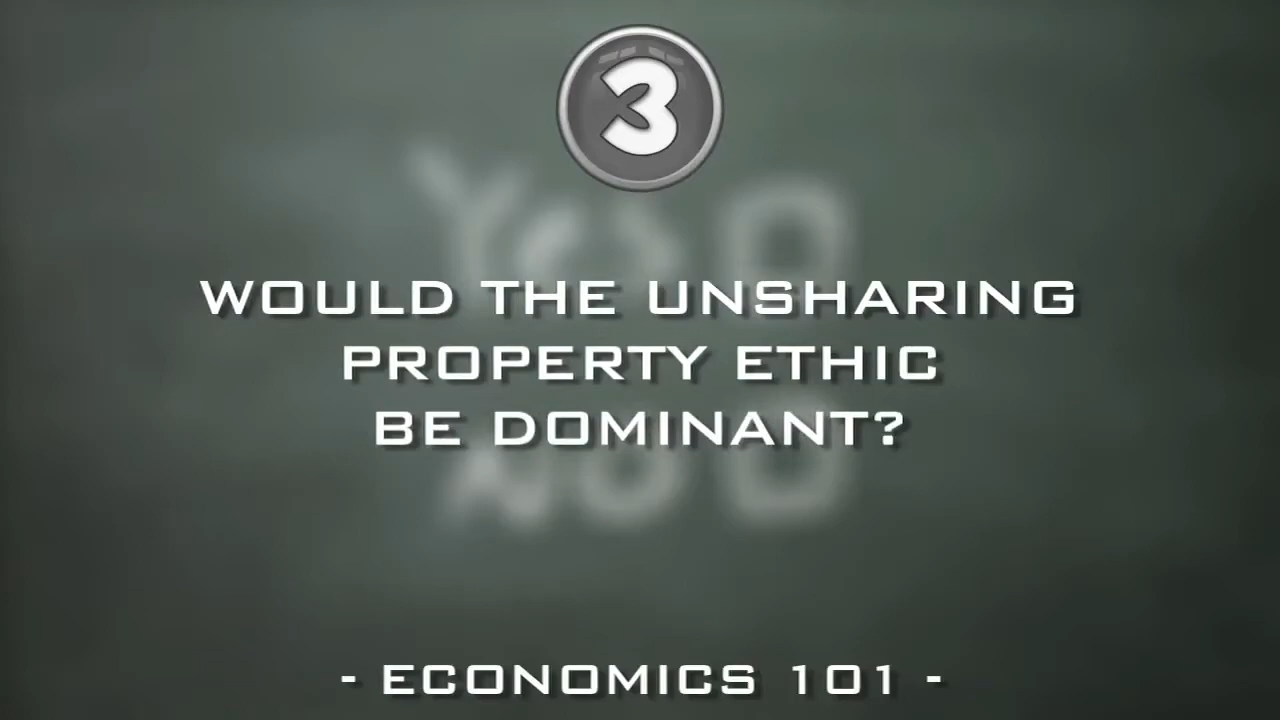 3
WOULD THE UNSHARING
PROPERTY ETHIC
BE DOMINANT?
- ECONOMICS 101 -